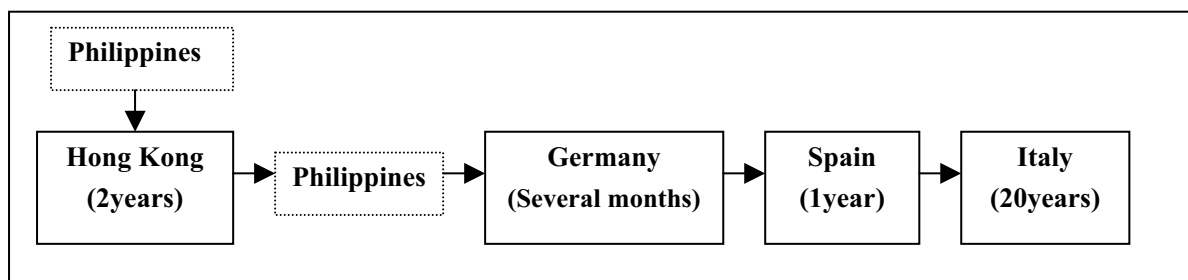 Philippines
Hong Kong
(2years)
Philippines
Germany
(Several months)
Spain
(1year)
Italy
(20years)